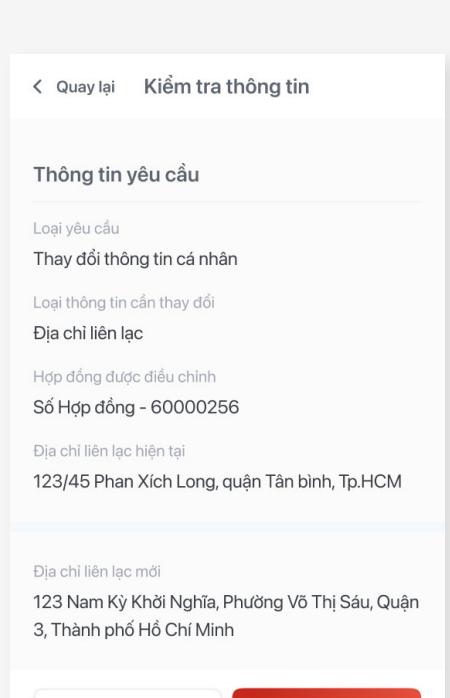 Quay lại Kiểm tra thông tin
Thông tin yêu cầu
Loại yêu cầu
Thay đổi thông tin cá nhân
Loại thông tin cần thay đổi
Địa chỉ liên lạc
Hợp đồng được điều chỉnh
Số Hợp đồng - 60000256
Địa chỉ liên lạc hiện tại
123/45 Phan Xích Long, quận Tân bình, Tp.HCM
Địa chỉ liên lạc mới
123 Nam Kỳ Khởi Nghĩa, Phường Võ Thị Sáu, Quận
3, Thành phố Hồ Chí Minh